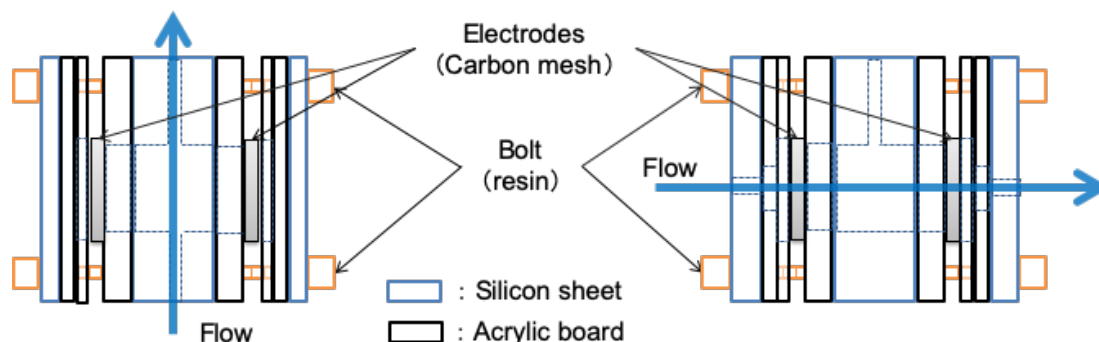 Electrodes
(Carbon mesh)
Bolt
(resin)
Flow
Flow
: Silicon sheet
: Acrylic board